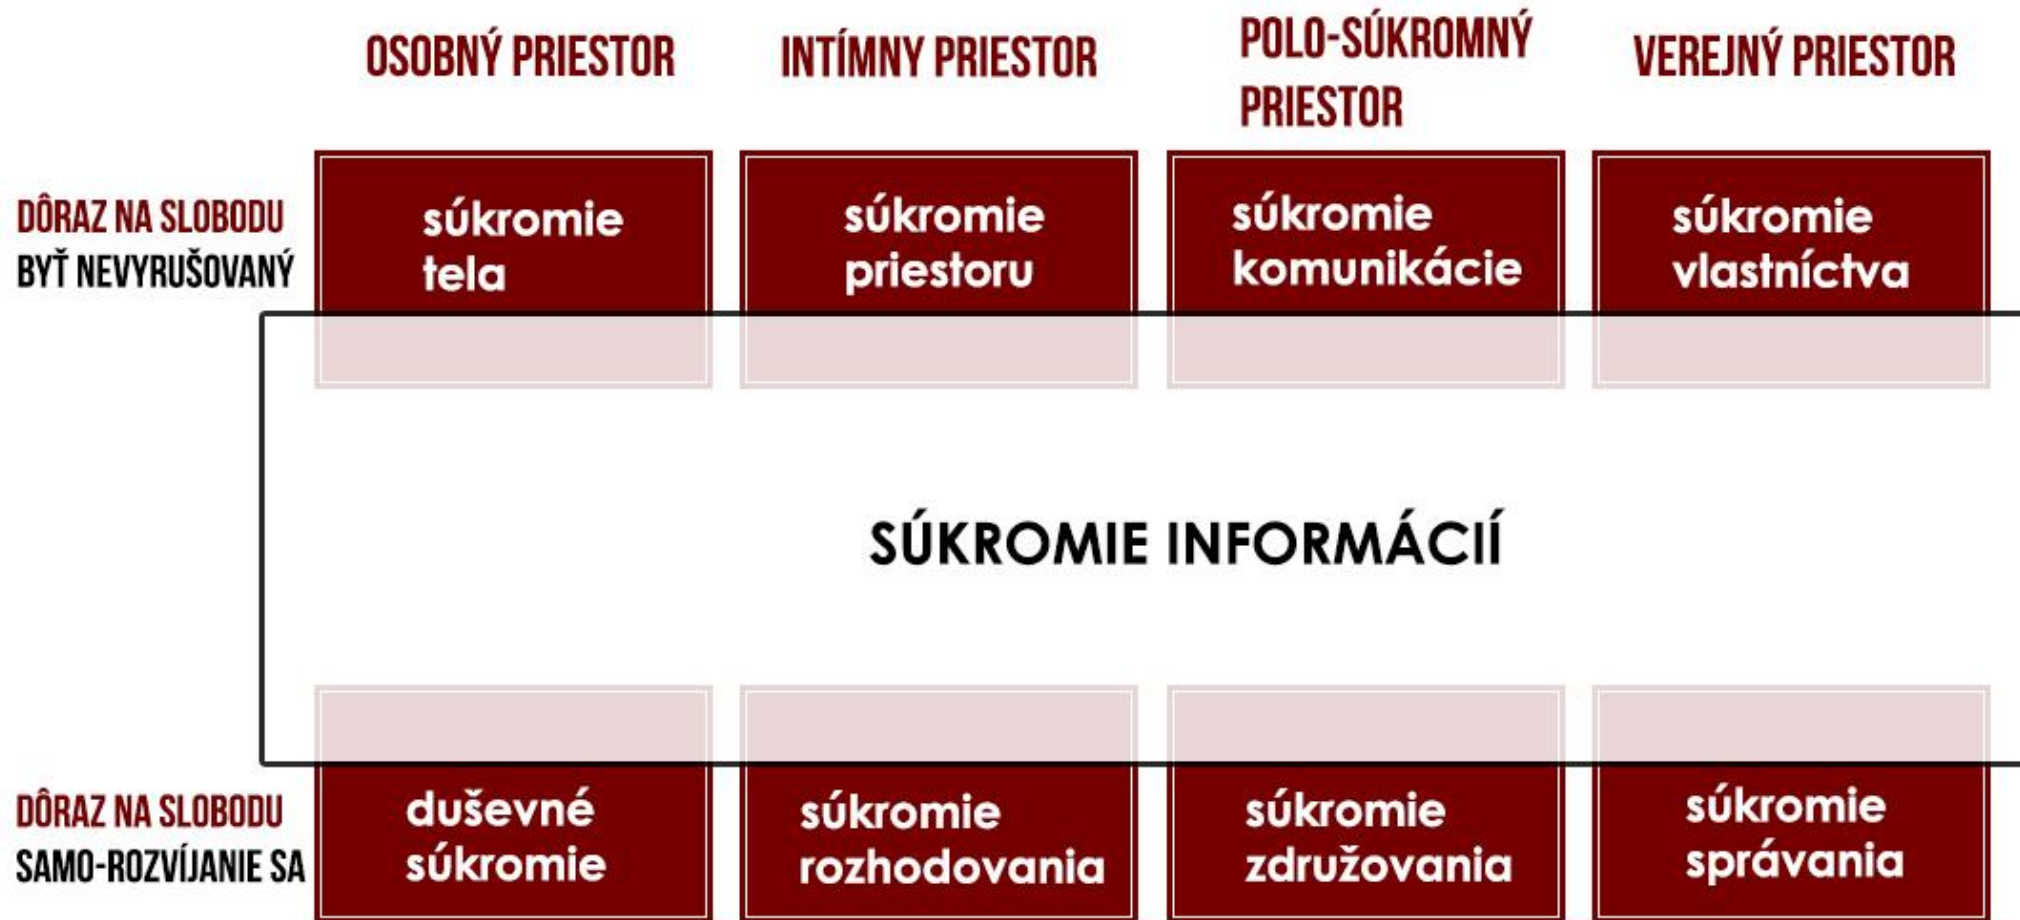 OSOBNÝ PRIESTOR
INTÍMNY PRIESTOR
POLO-SÚKROMNÝ
PRIESTOR
VEREJNÝ PRIESTOR
DÔRAZ NA SLOBODU
BYŤ NEVYRUŠOVANÝ
súkromie
tela
súkromie
priestoru
súkromie
komunikácie
súkromie
vlastníctva
SÚKROMIE INFORMÁCIÍ
DÔRAZ NA SLOBODU
SAMO-ROZVÍJANIE SA
duševné
súkromie
súkromie
rozhodovania
súkromie
združovania
súkromie
správania